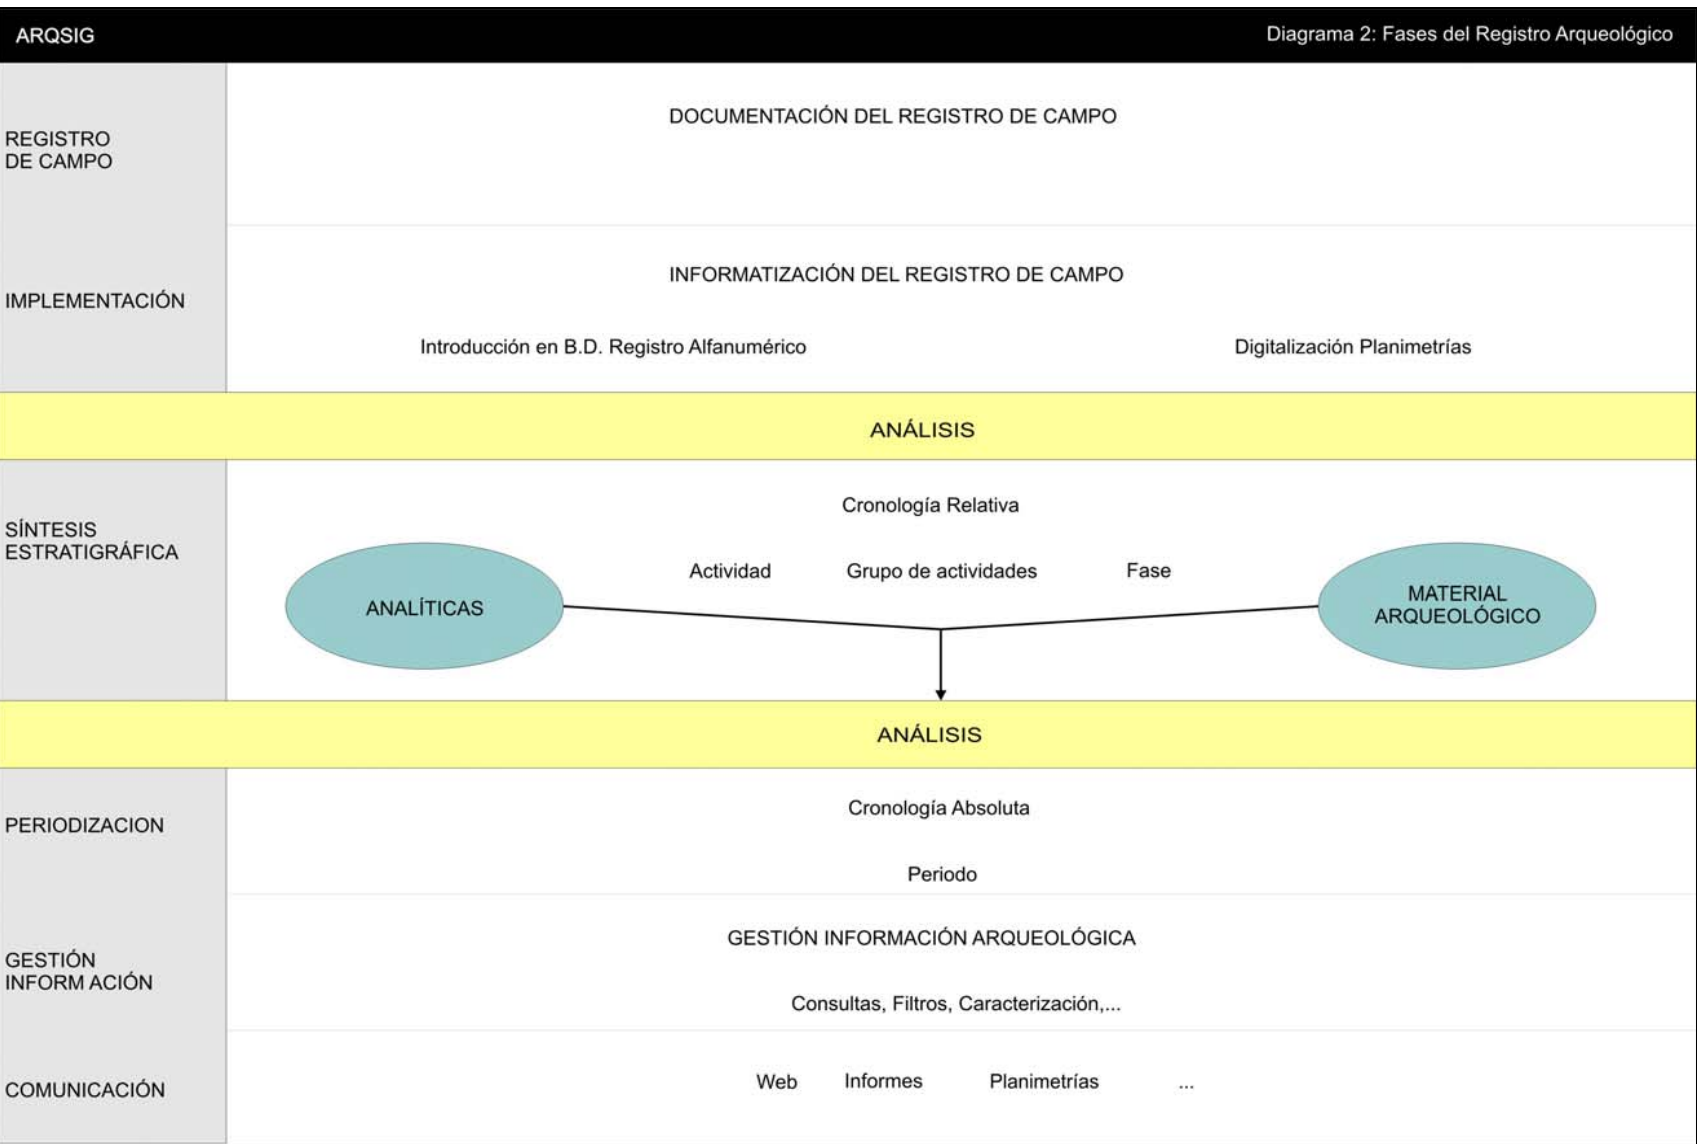 ARQSIG
Diagrama 2: Fases del Registro Arqueológico
REGISTRO
DE CAMPO
DOCUMENTACIÓN DEL REGISTRO DE CAMPO
IMPLEMENTACIÓN
INFORMATIZACIÓN DEL REGISTRO DE CAMPO
Introducción en B.D. Registro Alfanumérico
Digitalización Planimetrías
ANÁLISIS
SÍNTESIS
ESTRATIGRÁFICA
Cronología Relativa
Actividad
Grupo de actividades
Fase
ANALÍTICAS
MATERIAL
ARQUEOLÓGICO
ANÁLISIS
PERIODIZACION
Cronología Absoluta
Periodo
GESTIÓN
INFORM ACIÓN
GESTIÓN INFORMACIÓN ARQUEOLÓGICA
Consultas, Filtros, Caracterización,...
COMUNICACIÓN
Web
Informes
Planimetrías
...